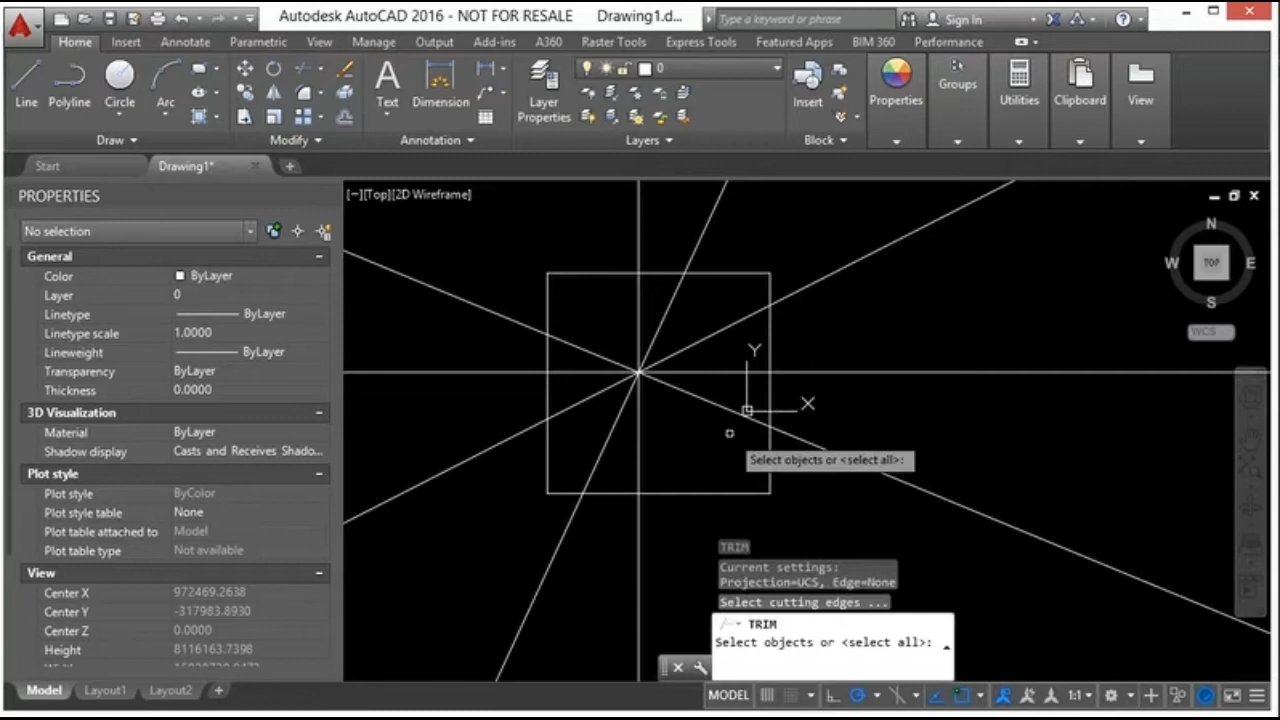 Autodesk AutoCAD 2016 - NOT FOR RESALE Drawing1.d... Type a keyword or phrase Sign In
Home Insert Annotate Parametric View Manage Output Add-ins A360 Raster Tools Express Tools Featured Apps BIM 360 Performance
Line Polyline Circle Arc Text Dimension Layer Properties 0 Insert Properties Groups Utilities Clipboard View
Draw Modify Annotation Layers Block
Start Drawing1* +
PROPERTIES
No selection
General
Color ByLayer
Layer 0
Linetype ByLayer
Linetype scale 1.0000
Lineweight ByLayer
Transparency ByLayer
Thickness 0.0000
3D Visualization
Material ByLayer
Shadow display Casts and Receives Shado...
Plot style
Plot style ByColor
Plot style table None
Plot table attached to Model
Plot table type Not available
View
Center X 972469.2638
Center Y -317983.8930
Center Z 0.0000
Height 8116163.7398
[−][Top][2D Wireframe]
N
W TOP E
S
WCS
Y
X
Select objects or <select all>:
TRIM
Current settings:
Projection=UCS, Edge=None
Select cutting edges ...
TRIM
Select objects or <select all>:
Model Layout1 Layout2 + MODEL 1:1